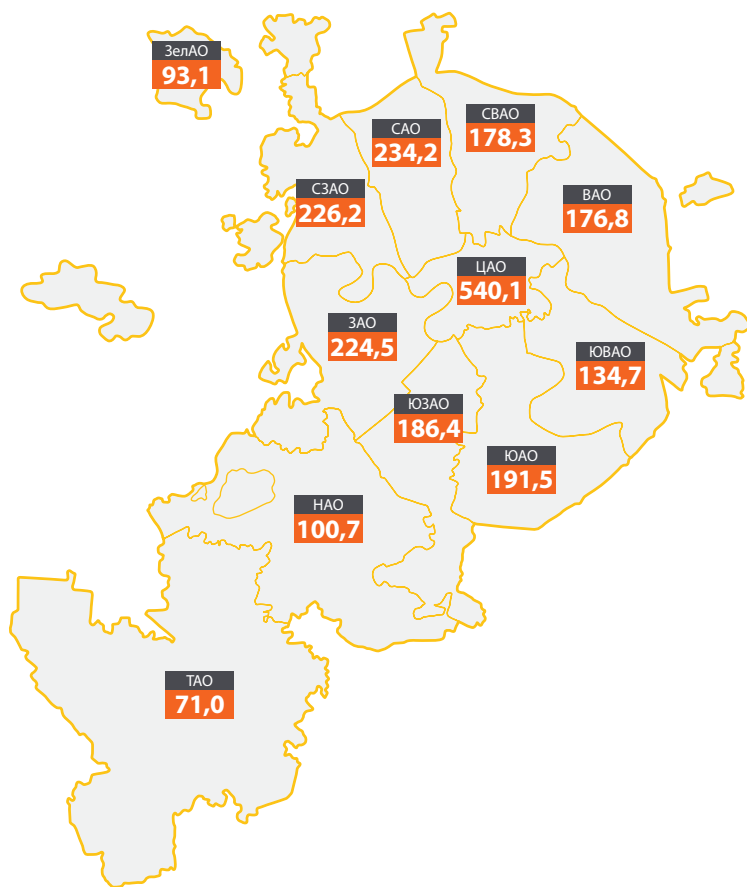 ЗелАО
93,1
САО
234,2
СВАО
178,3
СЗАО
226,2
ВАО
176,8
ЦАО
540,1
ЗАО
224,5
ЮВАО
134,7
ЮЗАО
186,4
ЮАО
191,5
НАО
100,7
ТАО
71,0